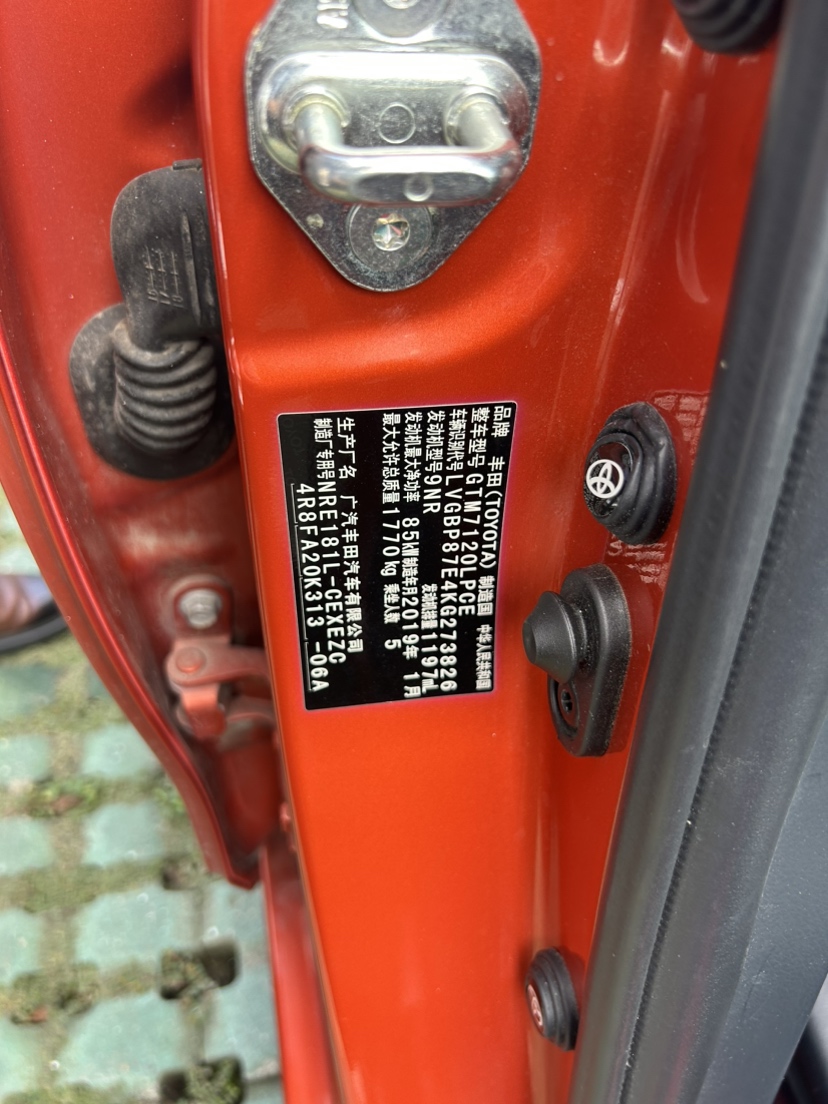 品牌 丰田(TOYOTA) 制造国 中华人民共和国
整车型号 GTM7120LPCE
车辆识别代号 LVGBP87E4KG273826
发动机型号 9NR 发动机排量 1197mL
发动机最大净功率 85kW 制造年月 2019年 1月
最大允许总质量 1770kg 乘坐人数 5
生产厂名 广汽丰田汽车有限公司
制造厂专用号 NRE181L-CEXEZC
4R8FA20K313 -06A